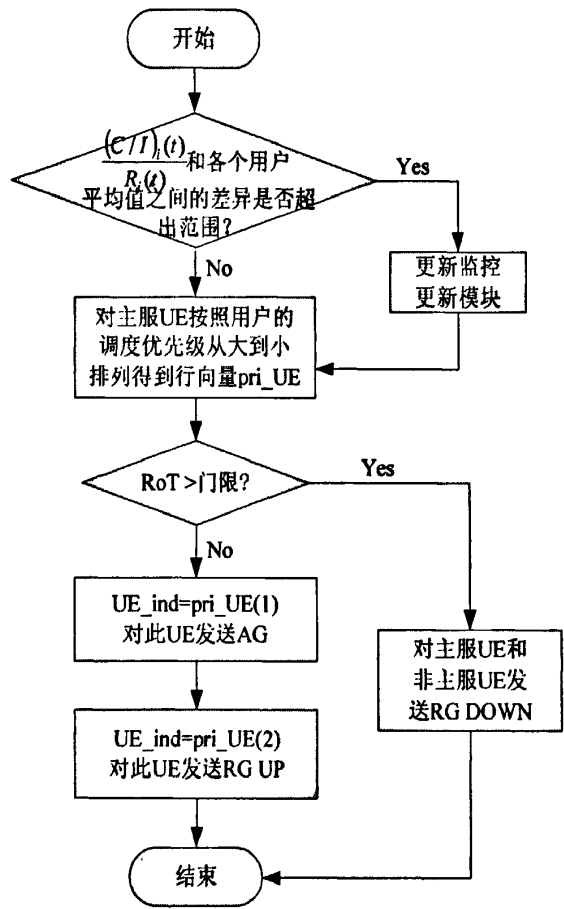 开始
(C/I)i(t)
Ri(t)
和各个用户
平均值之间的差异是否超
出范围?
Yes
更新监控
更新模块
No
对主服UE按照用户的
调度优先级从大到小
排列得到行向量pri_UE
RoT>门限?
Yes
No
UE_ind=pri_UE(1)
对此UE发送AG
对主服UE和
非主服UE发
送RG DOWN
UE_ind=pri_UE(2)
对此UE发送RG UP
结束